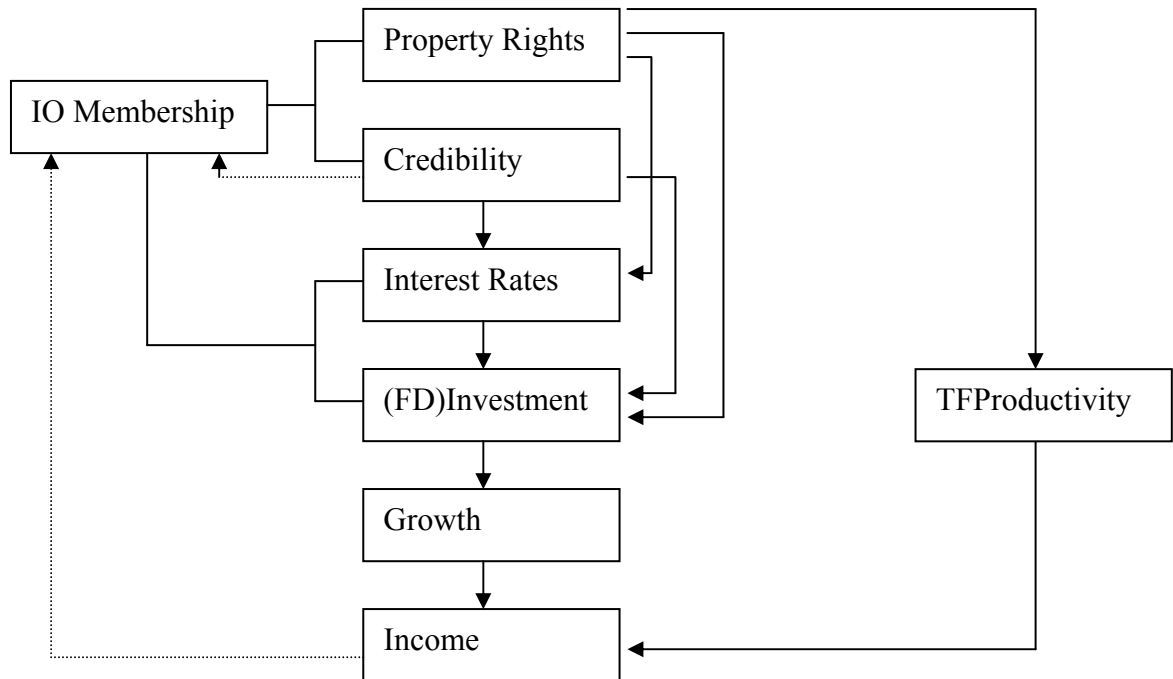 Property Rights
IO Membership
Credibility
Interest Rates
(FD)Investment
TFProductivity
Growth
Income